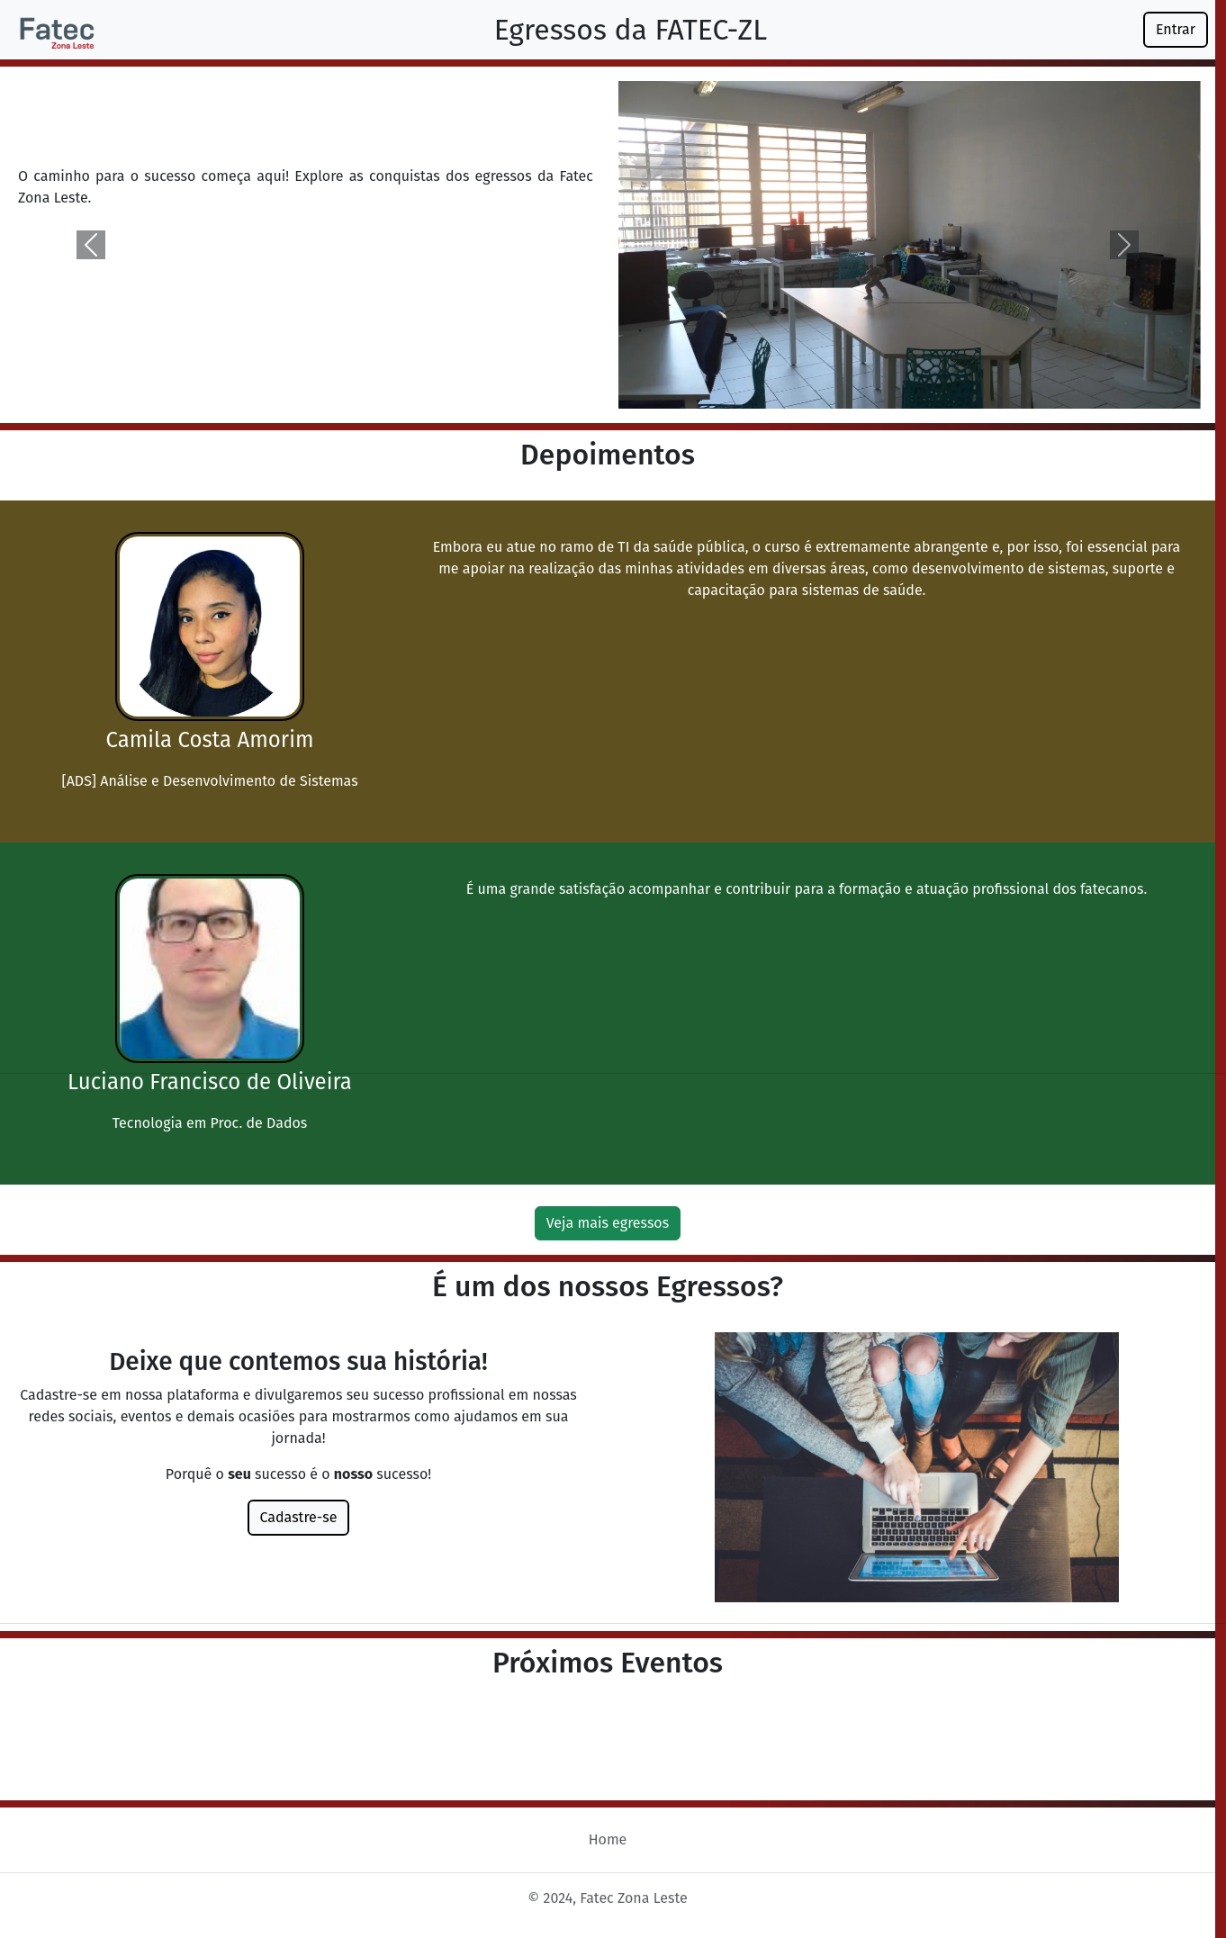 Fatec
Zona Leste
Egressos da FATEC-ZL
Entrar
O caminho para o sucesso começa aqui! Explore as conquistas dos egressos da Fatec
Zona Leste.
Depoimentos
Embora eu atue no ramo de TI da saúde pública, o curso é extremamente abrangente e, por isso, foi essencial para
me apoiar na realização das minhas atividades em diversas áreas, como desenvolvimento de sistemas, suporte e
capacitação para sistemas de saúde.
Camila Costa Amorim
[ADS] Análise e Desenvolvimento de Sistemas
É uma grande satisfação acompanhar e contribuir para a formação e atuação profissional dos fatecanos.
Luciano Francisco de Oliveira
Tecnologia em Proc. de Dados
Veja mais egressos
É um dos nossos Egressos?
Deixe que contemos sua história!
Cadastre-se em nossa plataforma e divulgaremos seu sucesso profissional em nossas
redes sociais, eventos e demais ocasiões para mostrarmos como ajudamos em sua
jornada!
Porquê o seu sucesso é o nosso sucesso!
Cadastre-se
Próximos Eventos
Home
© 2024, Fatec Zona Leste